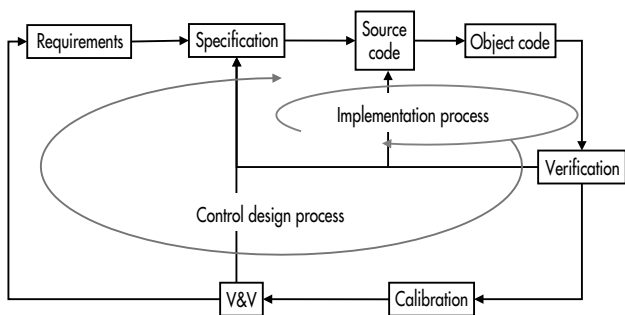 Requirements
Specification
Source
code
Object code
Implementation process
Verification
Control design process
V&V
Calibration